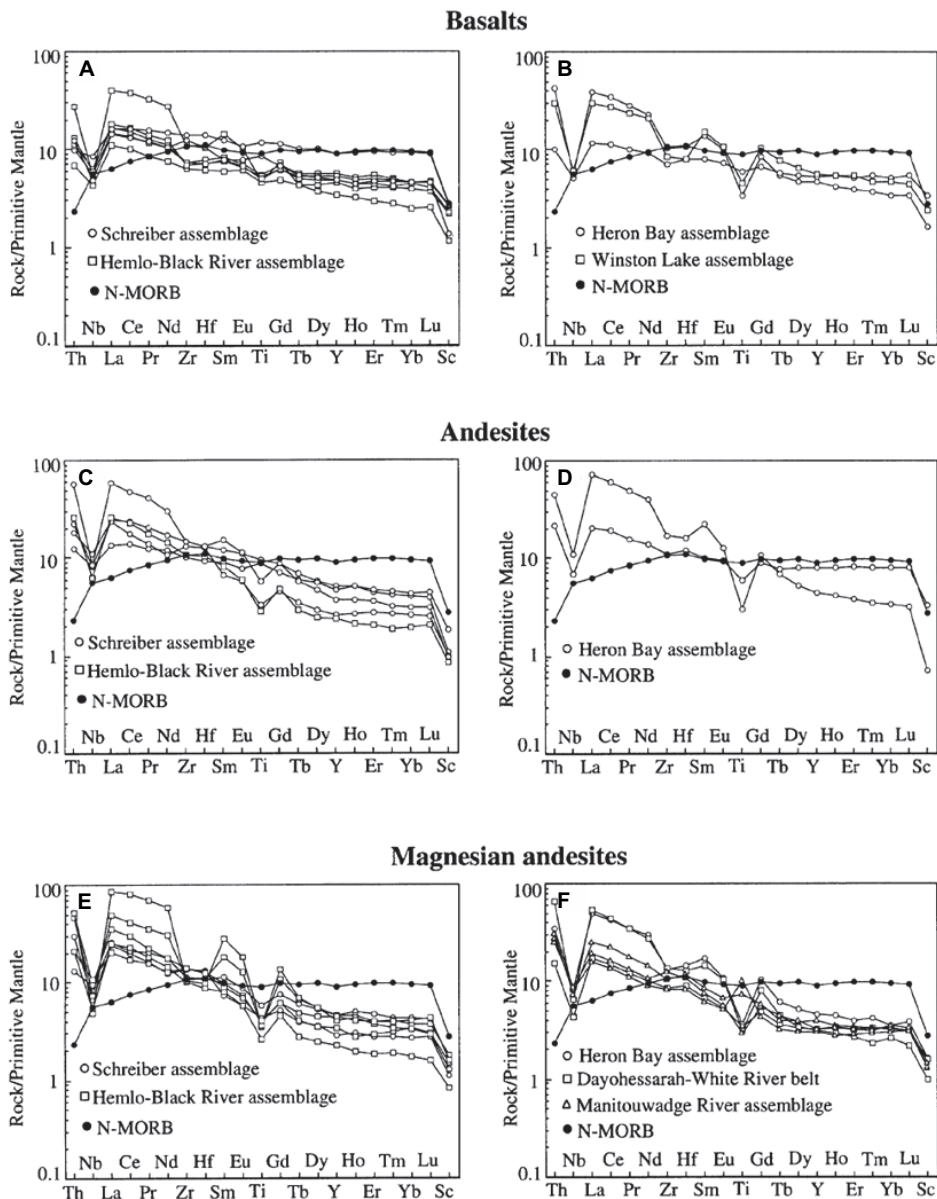 Basalts
Rock/Primitive Mantle
100
10
1
0.1
A
Schreiber assemblage
Hemlo-Black River assemblage
N-MORB
Nb Ce Nd Hf Eu Gd Dy Ho Tm Lu
Th La Pr Zr Sm Ti Tb Y Er Yb Sc
Rock/Primitive Mantle
100
10
1
0.1
B
Heron Bay assemblage
Winston Lake assemblage
N-MORB
Nb Ce Nd Hf Eu Gd Dy Ho Tm Lu
Th La Pr Zr Sm Ti Tb Y Er Yb Sc
Andesites
Rock/Primitive Mantle
100
10
1
0.1
C
Schreiber assemblage
Hemlo-Black River assemblage
N-MORB
Nb Ce Nd Hf Eu Gd Dy Ho Tm Lu
Th La Pr Zr Sm Ti Tb Y Er Yb Sc
Rock/Primitive Mantle
100
10
1
0.1
D
Heron Bay assemblage
N-MORB
Nb Ce Nd Hf Eu Gd Dy Ho Tm Lu
Th La Pr Zr Sm Ti Tb Y Er Yb Sc
Magnesian andesites
Rock/Primitive Mantle
100
10
1
0.1
E
Schreiber assemblage
Hemlo-Black River assemblage
N-MORB
Nb Ce Nd Hf Eu Gd Dy Ho Tm Lu
Th La Pr Zr Sm Ti Tb Y Er Yb Sc
Rock/Primitive Mantle
100
10
1
0.1
F
Heron Bay assemblage
Dayohessarah-White River belt
Manitouwadge River assemblage
N-MORB
Nb Ce Nd Hf Eu Gd Dy Ho Tm Lu
Th La Pr Zr Sm Ti Tb Y Er Yb Sc